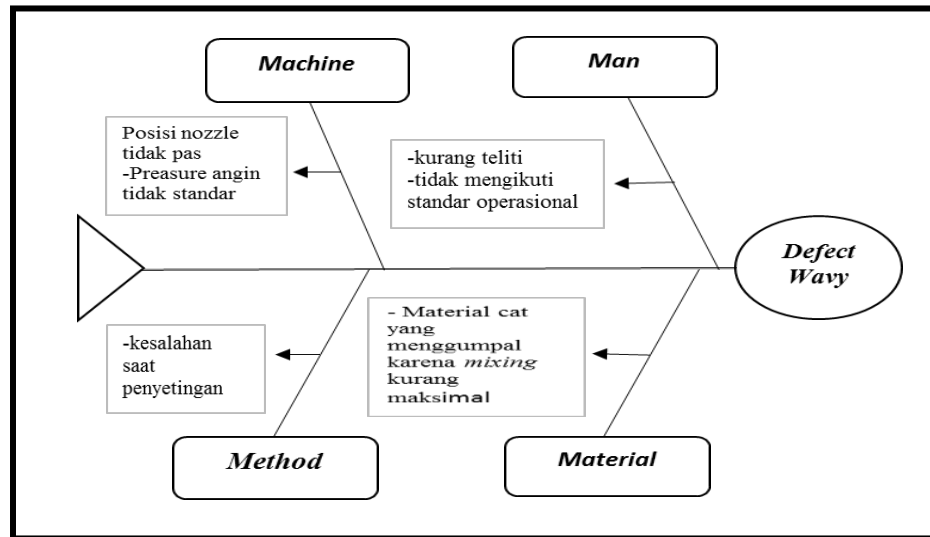 Machine
Man
Posisi nozzle
tidak pas
-Preasure angin
tidak standar
-kurang teliti
-tidak mengikuti
standar operasional
Defect
Wavy
-kesalahan
saat
penyetingan
- Material cat
yang
menggumpal
karena mixing
kurang
maksimal
Method
Material